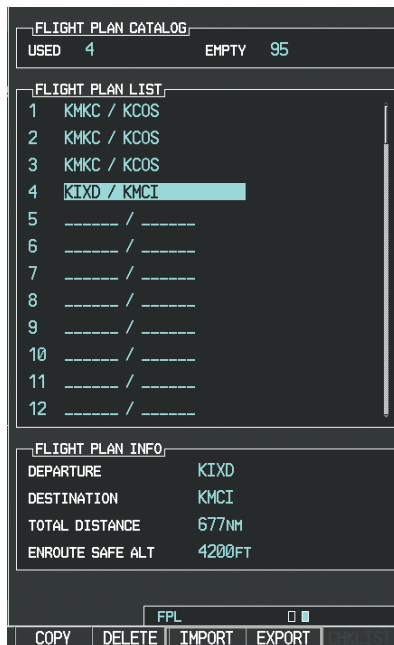 FLIGHT PLAN CATALOG
USED 4 EMPTY 95
FLIGHT PLAN LIST
1 KMKC / KCOS
2 KMKC / KCOS
3 KMKC / KCOS
4 KIXD / KMCI
5 ______ / ______
6 ______ / ______
7 ______ / ______
8 ______ / ______
9 ______ / ______
10 ______ / ______
11 ______ / ______
12 ______ / ______
FLIGHT PLAN INFO
DEPARTURE KIXD
DESTINATION KMCI
TOTAL DISTANCE 677NM
ENROUTE SAFE ALT 4200FT
FPL
COPY DELETE IMPORT EXPORT CHKLIST